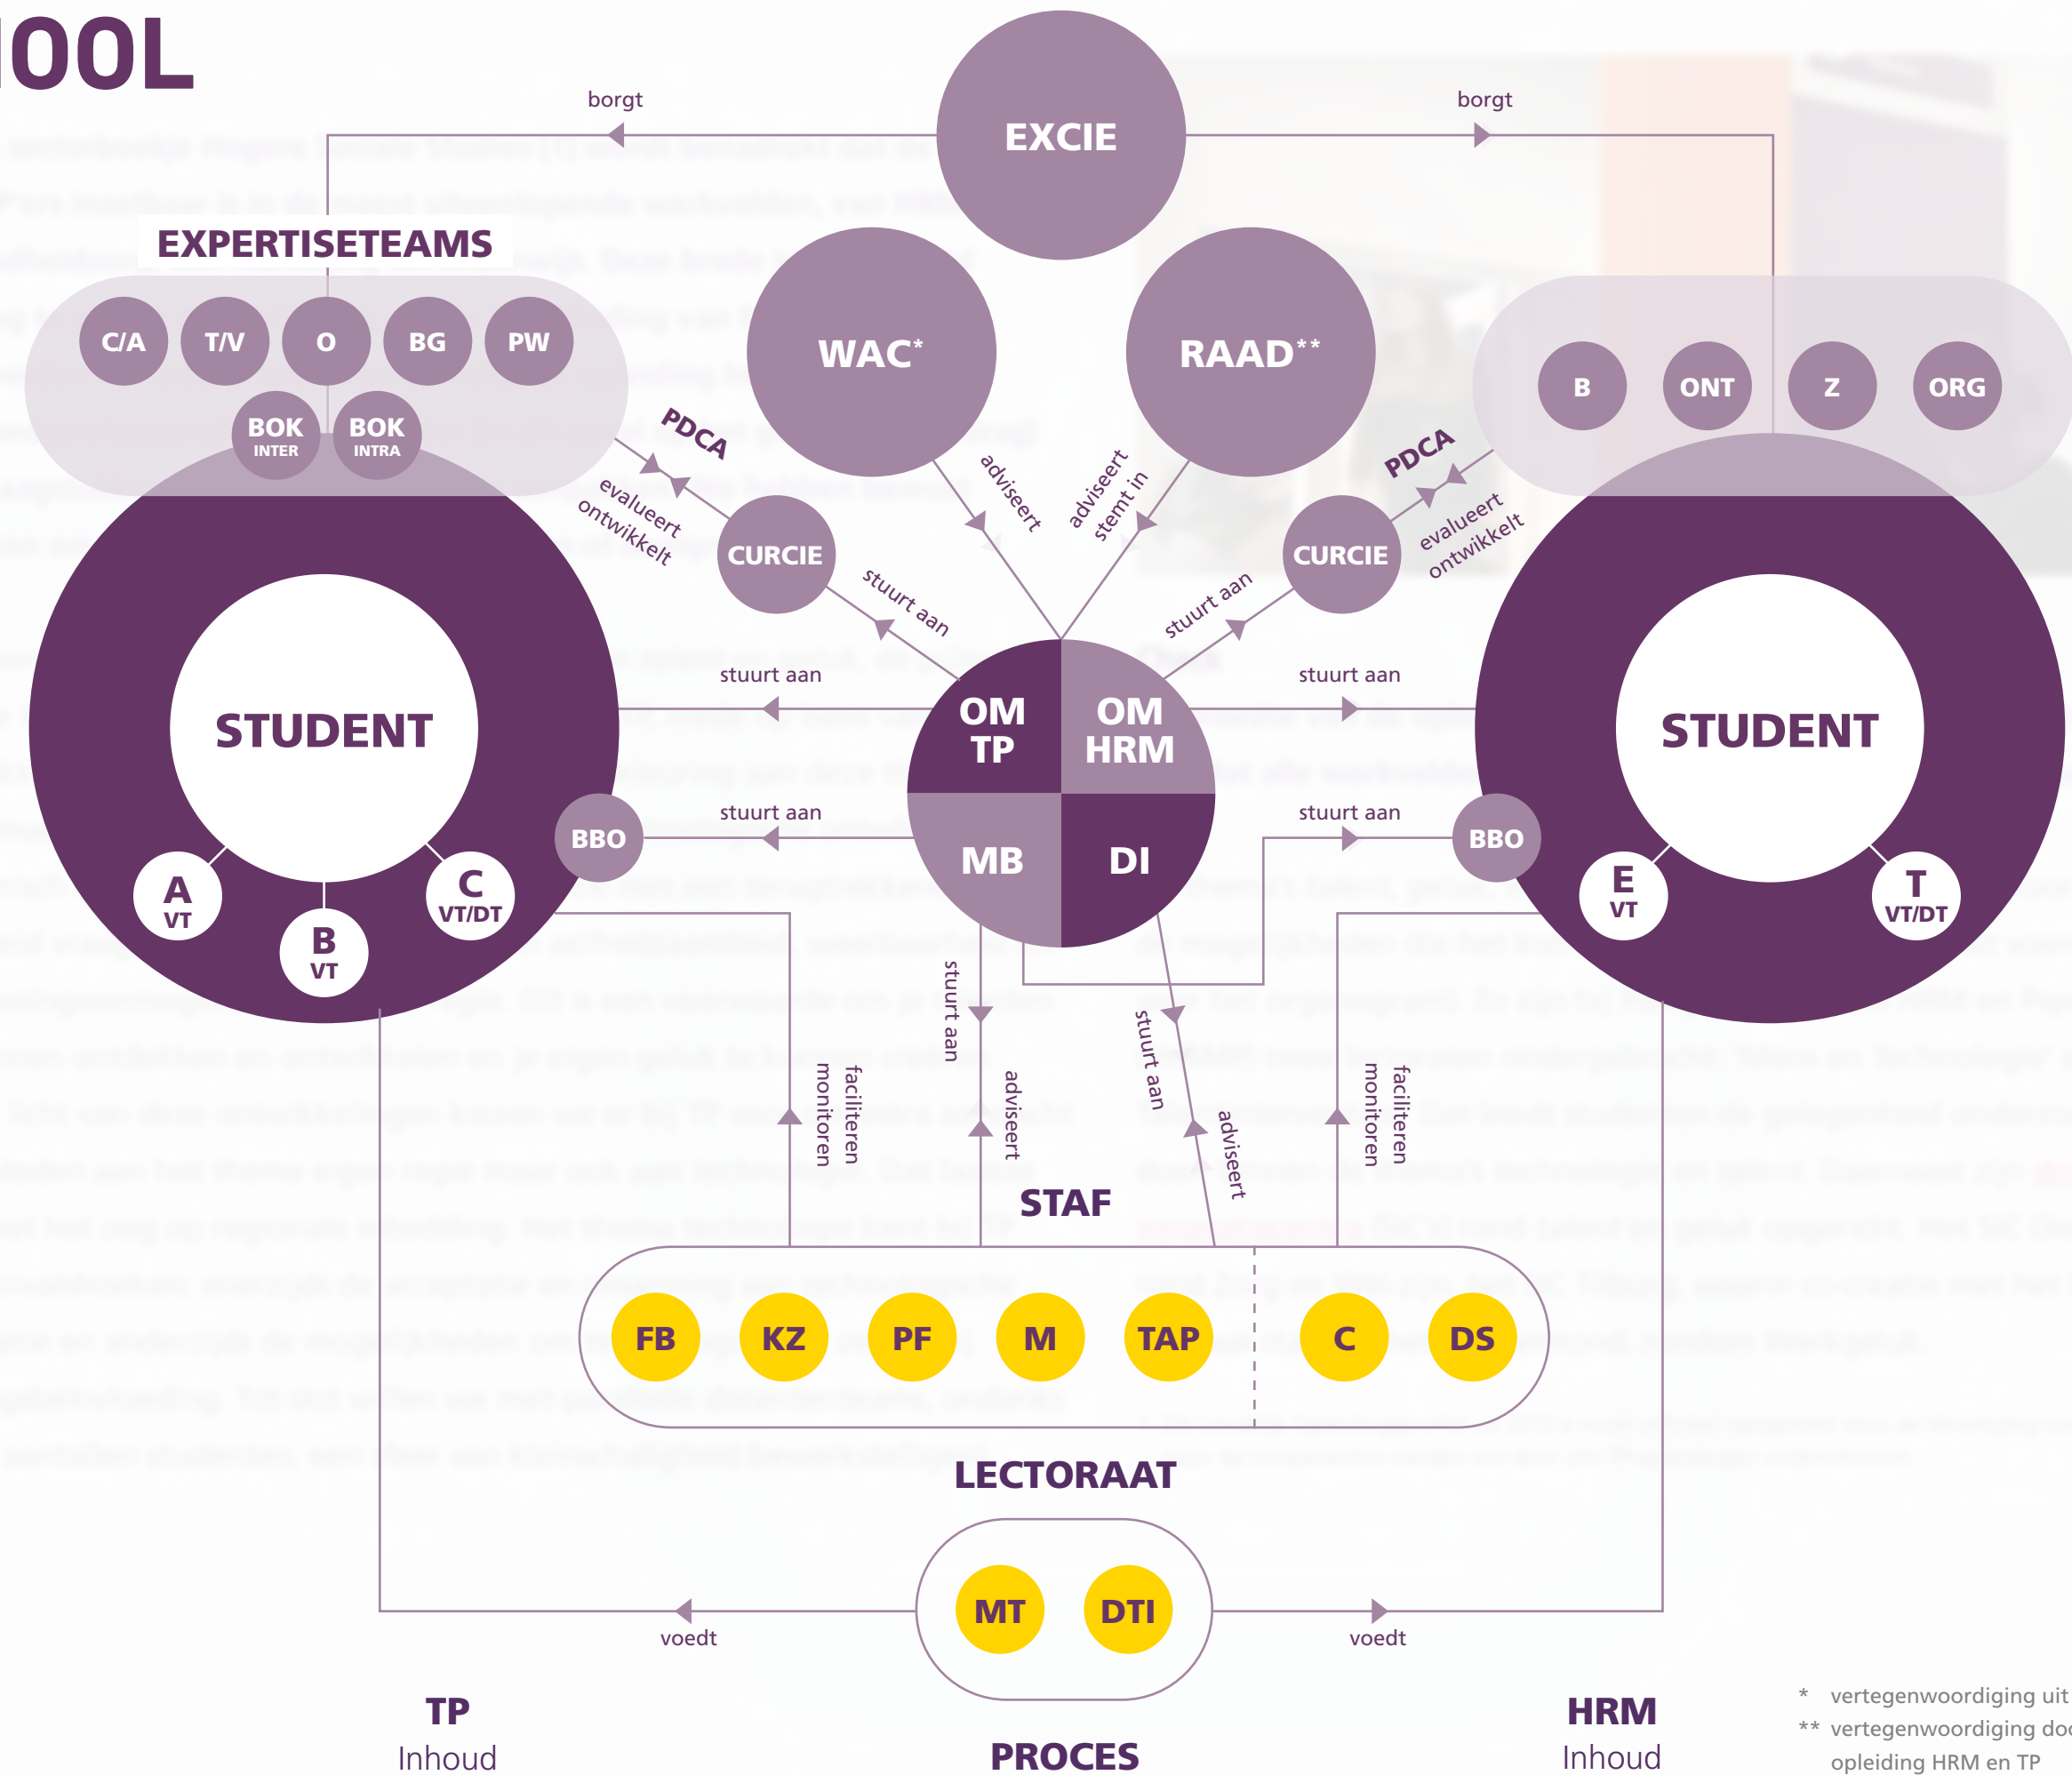 OOL
borgt
borgt
EXCIE
EXPERTISETEAMS
C/A
T/V
O
BG
PW
BOK
INTER
BOK
INTRA
WAC*
RAAD**
B
ONT
Z
ORG
PDCA
evalueert
ontwikkelt
adviseert
adviseert
stemt in
PDCA
evalueert
ontwikkelt
CURCIE
CURCIE
stuurt aan
stuurt aan
stuurt aan
stuurt aan
STUDENT
OM
TP
OM
HRM
STUDENT
stuurt aan
stuurt aan
BBO
MB
DI
BBO
A
VT
B
VT
C
VT/DT
E
VT
T
VT/DT
stuurt aan
adviseert
stuurt aan
adviseert
faciliteren
monitoren
faciliteren
monitoren
STAF
FB
KZ
PF
M
TAP
C
DS
LECTORAAT
MT
DTI
voedt
voedt
TP
Inhoud
PROCES
HRM
Inhoud
* vertegenwoordiging uit
** vertegenwoordiging
opleiding HRM en TP